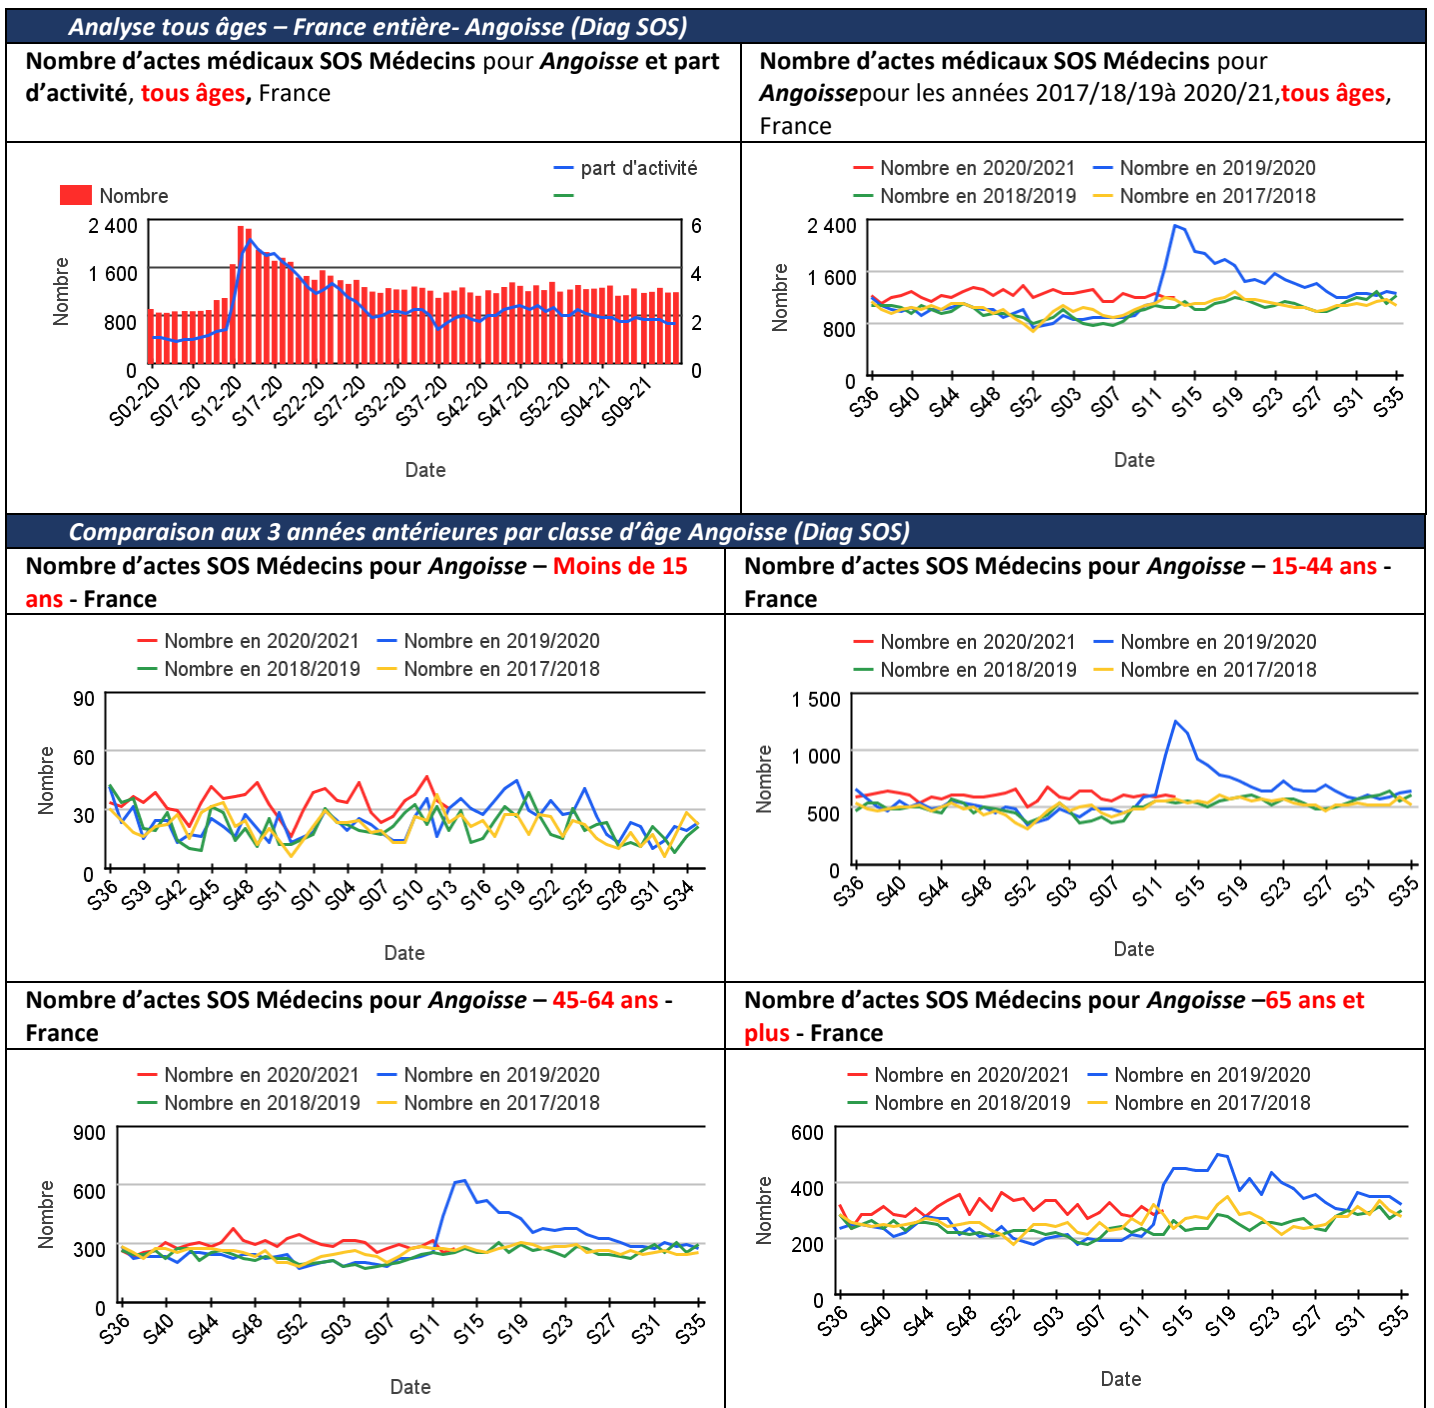 Analyse tous âges – France entière- Angoisse (Diag SOS)
Nombre d’actes médicaux SOS Médecins pour Angoisse et part
d’activité, tous âges, France
Nombre d’actes médicaux SOS Médecins pour
Angoissepour les années 2017/18/19à 2020/21,tous âges,
France
part d'activité
Nombre
2 400
1 600
800
0
6
4
2
0
Nombre
S02-20
S07-20
S12-20
S17-20
S22-20
S27-20
S32-20
S37-20
S42-20
S47-20
S52-20
S04-21
S09-21
Date
Nombre en 2020/2021
Nombre en 2019/2020
Nombre en 2018/2019
Nombre en 2017/2018
2 400
1 600
800
0
Nombre
S36
S40
S44
S48
S52
S03
S07
S11
S15
S19
S23
S27
S31
S35
Date
Comparaison aux 3 années antérieures par classe d’âge Angoisse (Diag SOS)
Nombre d’actes SOS Médecins pour Angoisse – Moins de 15
ans - France
Nombre d’actes SOS Médecins pour Angoisse – 15-44 ans -
France
Nombre en 2020/2021
Nombre en 2019/2020
Nombre en 2018/2019
Nombre en 2017/2018
90
60
30
0
Nombre
S36
S39
S42
S45
S48
S51
S01
S04
S07
S10
S13
S16
S19
S22
S25
S28
S31
S34
Date
Nombre en 2020/2021
Nombre en 2019/2020
Nombre en 2018/2019
Nombre en 2017/2018
1 500
1 000
500
0
Nombre
S36
S40
S44
S48
S52
S03
S07
S11
S15
S19
S23
S27
S31
S35
Date
Nombre d’actes SOS Médecins pour Angoisse – 45-64 ans -
France
Nombre d’actes SOS Médecins pour Angoisse –65 ans et
plus - France
Nombre en 2020/2021
Nombre en 2019/2020
Nombre en 2018/2019
Nombre en 2017/2018
900
600
300
0
Nombre
S36
S40
S44
S48
S52
S03
S07
S11
S15
S19
S23
S27
S31
S35
Date
Nombre en 2020/2021
Nombre en 2019/2020
Nombre en 2018/2019
Nombre en 2017/2018
600
400
200
0
Nombre
S36
S40
S44
S48
S52
S03
S07
S11
S15
S19
S23
S27
S31
S35
Date